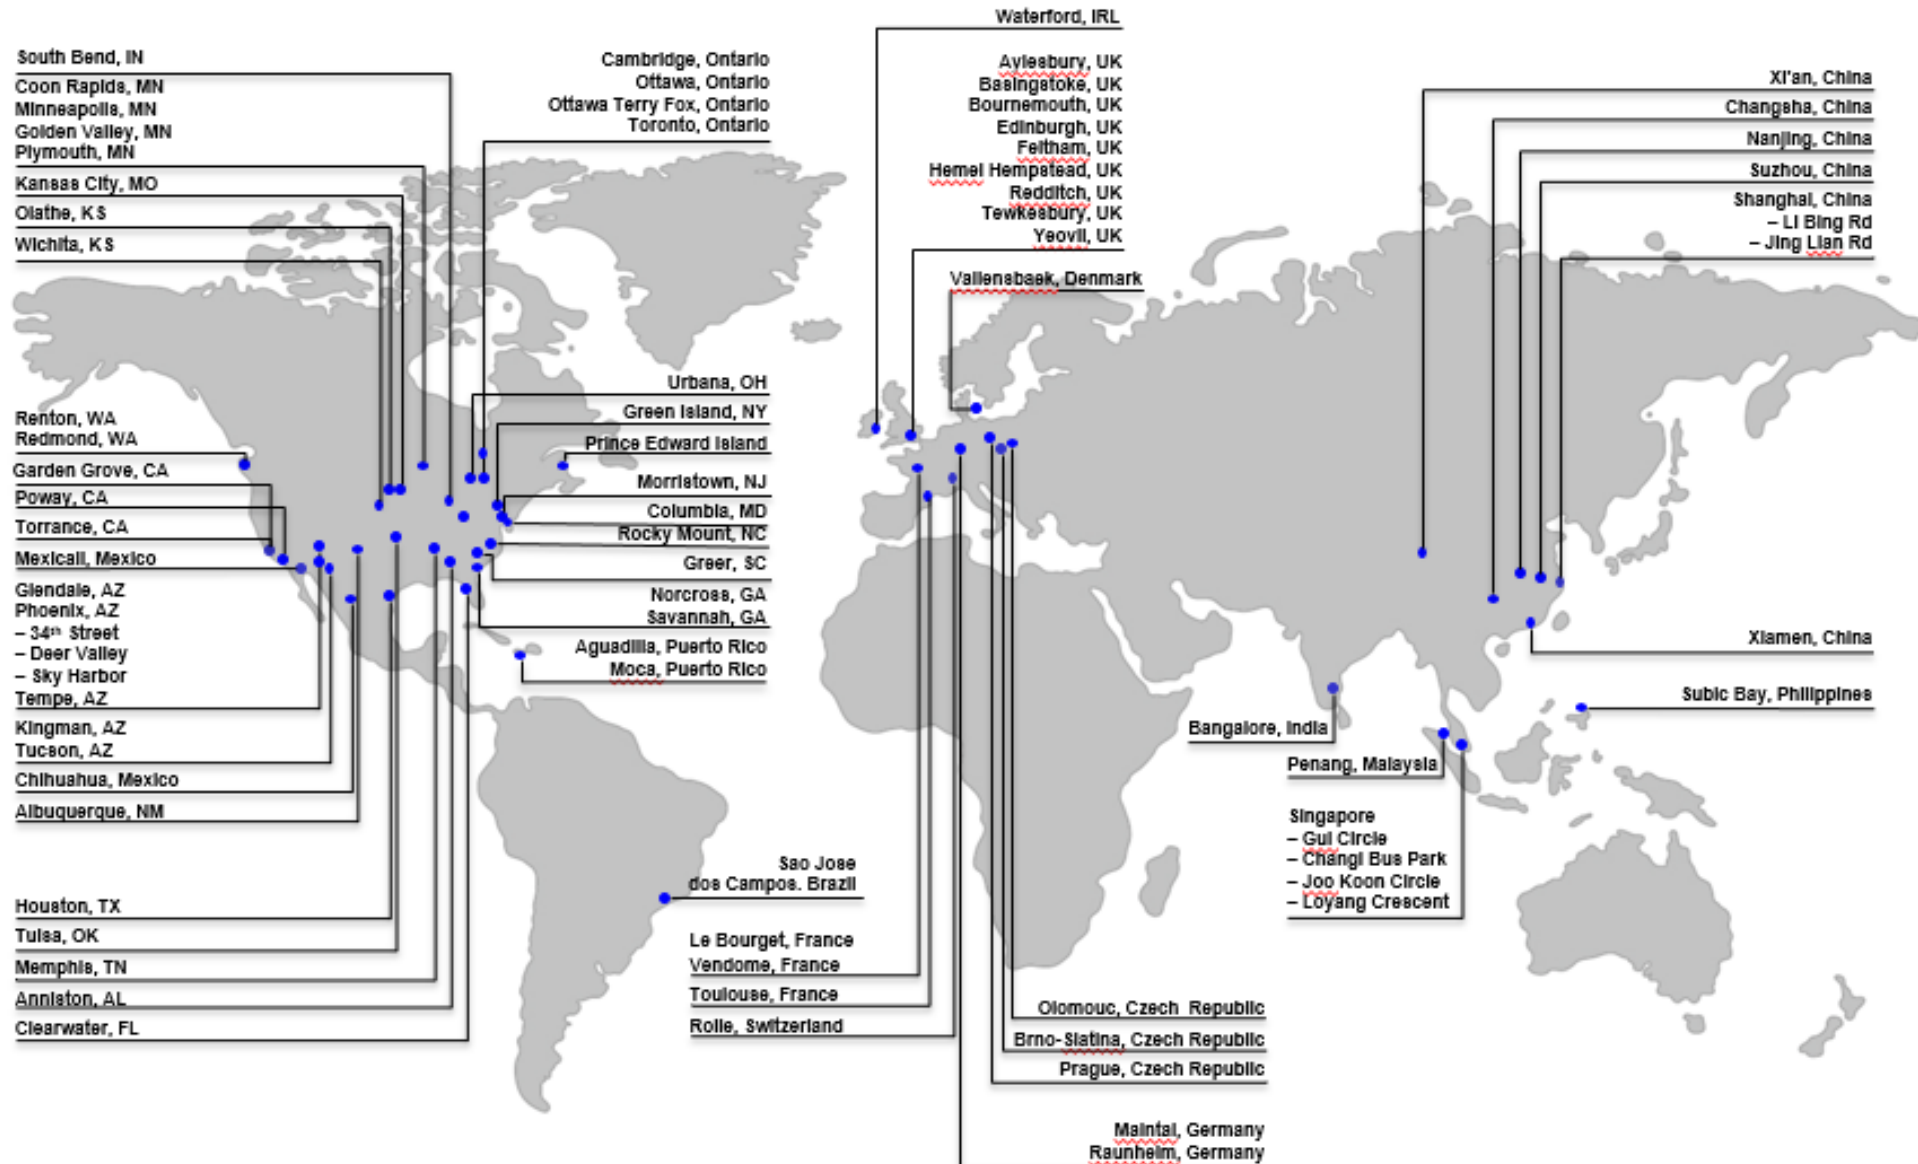 South Bend, IN
Coon Rapids, MN
Minneapolis, MN
Golden Valley, MN
Plymouth, MN
Kansas City, MO
Olathe, KS
Wichita, KS
Cambridge, Ontario
Ottawa, Ontario
Ottawa Terry Fox, Ontario
Toronto, Ontario
Waterford, IRL
Aylesbury, UK
Basingstoke, UK
Bournemouth, UK
Edinburgh, UK
Feltham, UK
Hemel Hempstead, UK
Redditch, UK
Tewkesbury, UK
Yeovil, UK
Vallensbaek, Denmark
Xi'an, China
Changsha, China
Nanjing, China
Suzhou, China
Shanghai, China
– Li Bing Rd
– Jing Lian Rd
Renton, WA
Redmond, WA
Garden Grove, CA
Poway, CA
Torrance, CA
Mexicali, Mexico
Glendale, AZ
Phoenix, AZ
– 34th Street
– Deer Valley
– Sky Harbor
Tempe, AZ
Kingman, AZ
Tucson, AZ
Chihuahua, Mexico
Albuquerque, NM
Urbana, OH
Green Island, NY
Prince Edward Island
Morristown, NJ
Columbia, MD
Rocky Mount, NC
Greer, SC
Norcross, GA
Savannah, GA
Aguadilla, Puerto Rico
Moca, Puerto Rico
Xiamen, China
Subic Bay, Philippines
Bangalore, India
Penang, Malaysia
Singapore
– Gul Circle
– Changi Bus Park
– Joo Koon Circle
– Loyang Crescent
Sao Jose
dos Campos. Brazil
Houston, TX
Tulsa, OK
Memphis, TN
Anniston, AL
Clearwater, FL
Le Bourget, France
Vendome, France
Toulouse, France
Rolle, Switzerland
Olomouc, Czech Republic
Brno-Slatina, Czech Republic
Prague, Czech Republic
Maintal, Germany
Raunheim, Germany